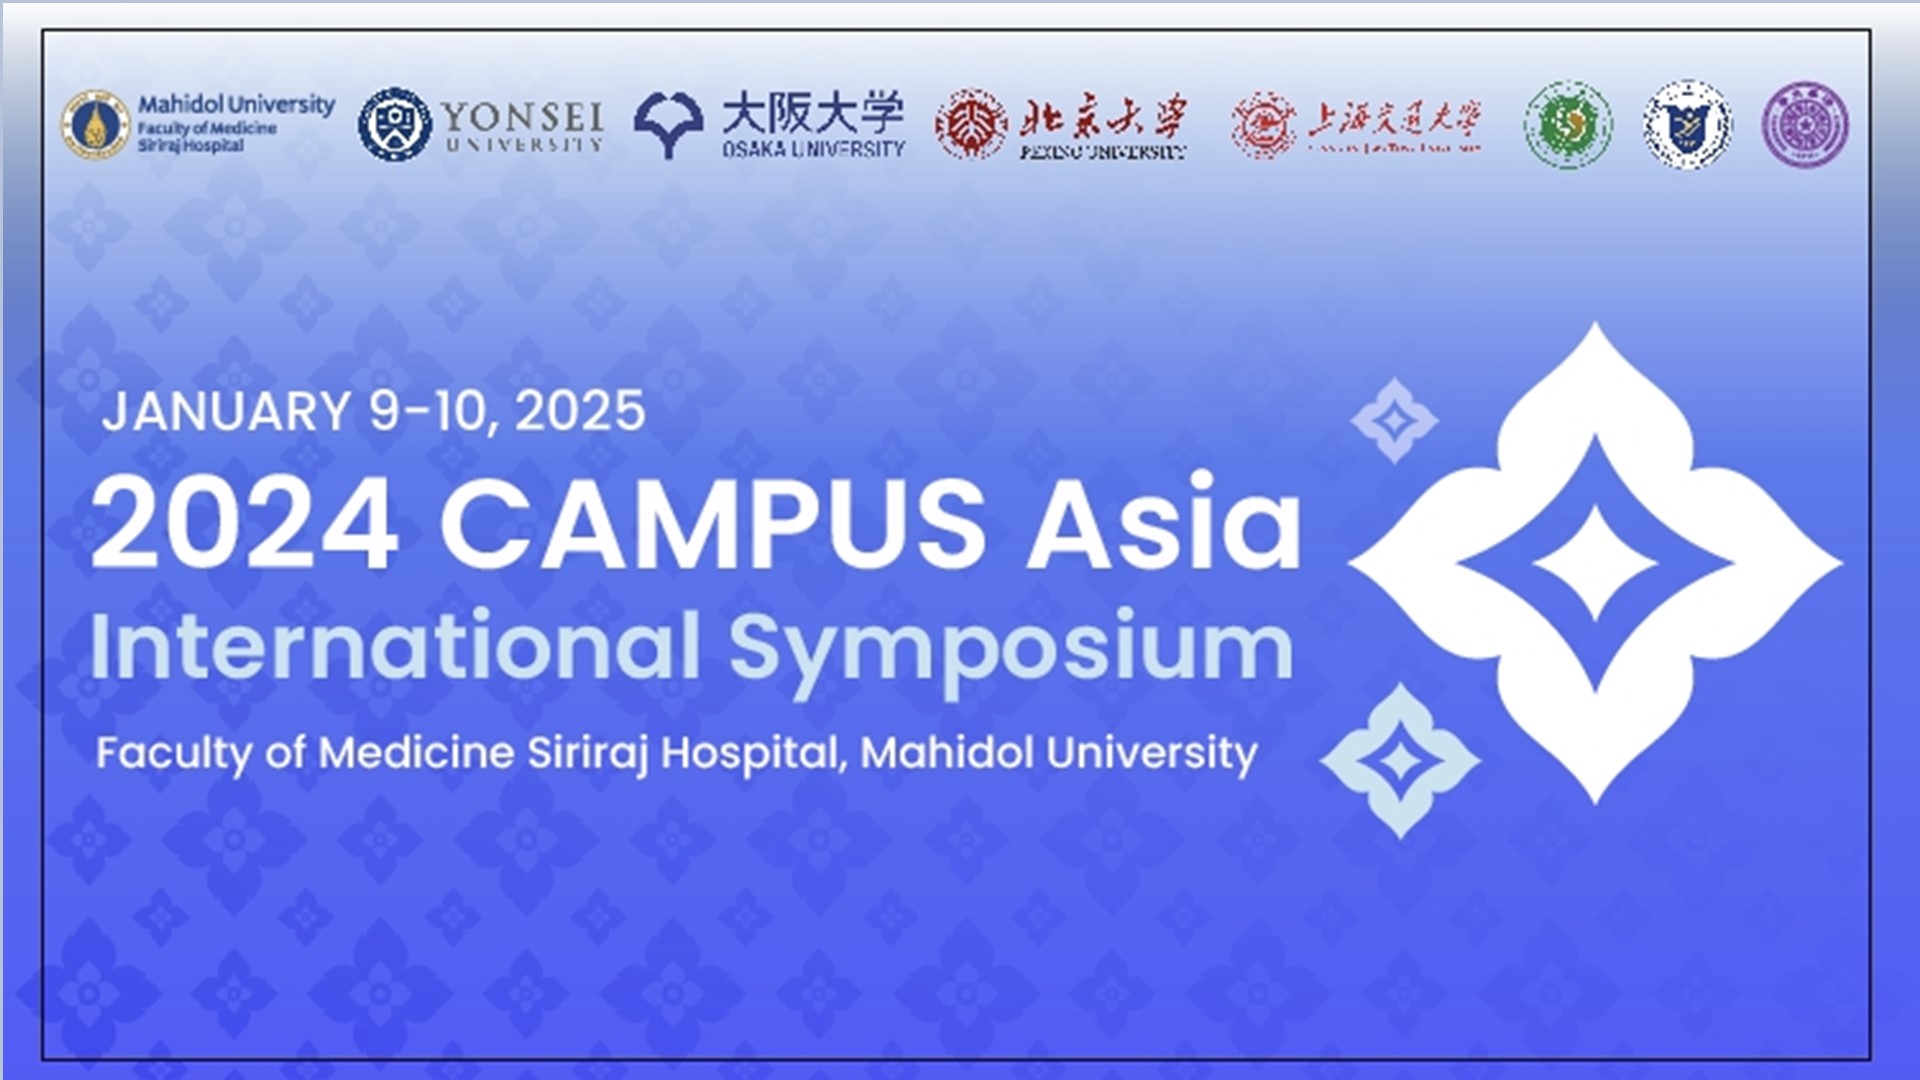 Mahidol University
Faculty of Medicine
Siriraj Hospital
YONSEI
UNIVERSITY
大阪大学
OSAKA UNIVERSITY
北京大学
PEKING UNIVERSITY
上海交通大学
JANUARY 9-10, 2025
2024 CAMPUS Asia
International Symposium
Faculty of Medicine Siriraj Hospital, Mahidol University